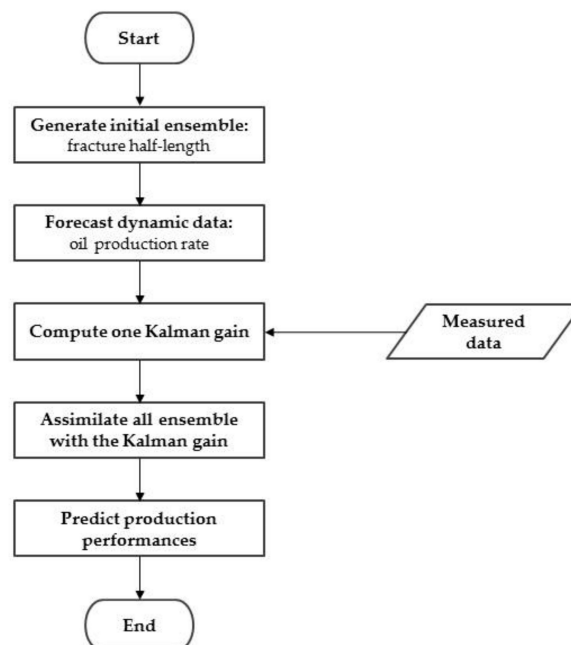 Start
Generate initial ensemble:
fracture half-length
Forecast dynamic data:
oil production rate
Compute one Kalman gain
Measured
data
Assimilate all ensemble
with the Kalman gain
Predict production
performances
End